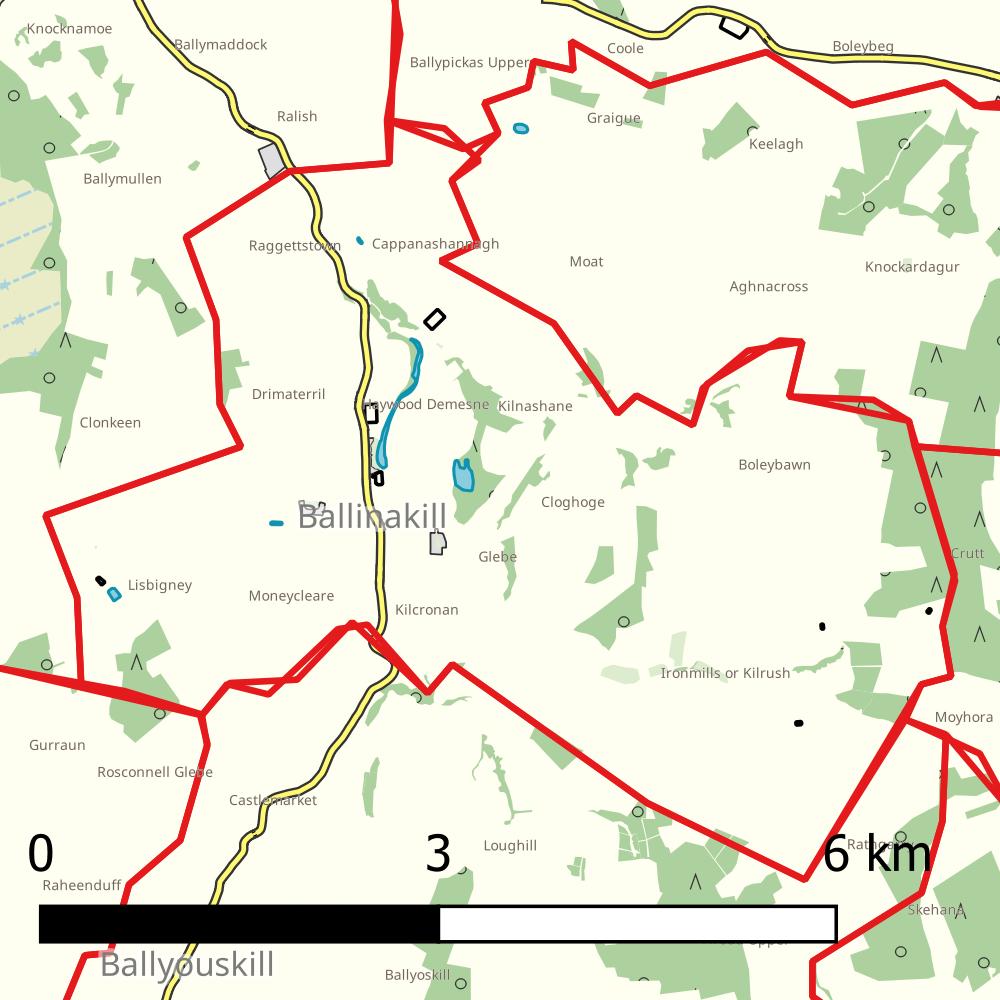 Knocknamoe
Ballymaddock
Coole
Boleybeg
Ballypickas Upper
Ralish
Graigue
Keelagh
Ballymullen
Raggettstown
Cappanashannagh
Moat
Knockardagur
Aghnacross
Drimaterril
Haywood Demesne
Kilnashane
Clonkeen
Boleybawn
Cloghoge
Ballinakill
Glebe
Crutt
Lisbigney
Moneycleare
Kilcronan
Ironmills or Kilrush
Moyhora
Gurraun
Rosconnell Glebe
Castlemarket
Loughill
0
3
6 km
Raheenduff
Skehana
Ballyouskill
Ballyoskill